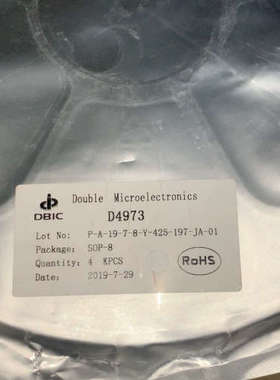 Double Microelectronics
DBIC
D4973
Lot No: P-A-19-7-8-Y-425-197-JA-01
Package: SOP-8
Quantity: 4 KPCS
Date: 2019-7-29
RoHS